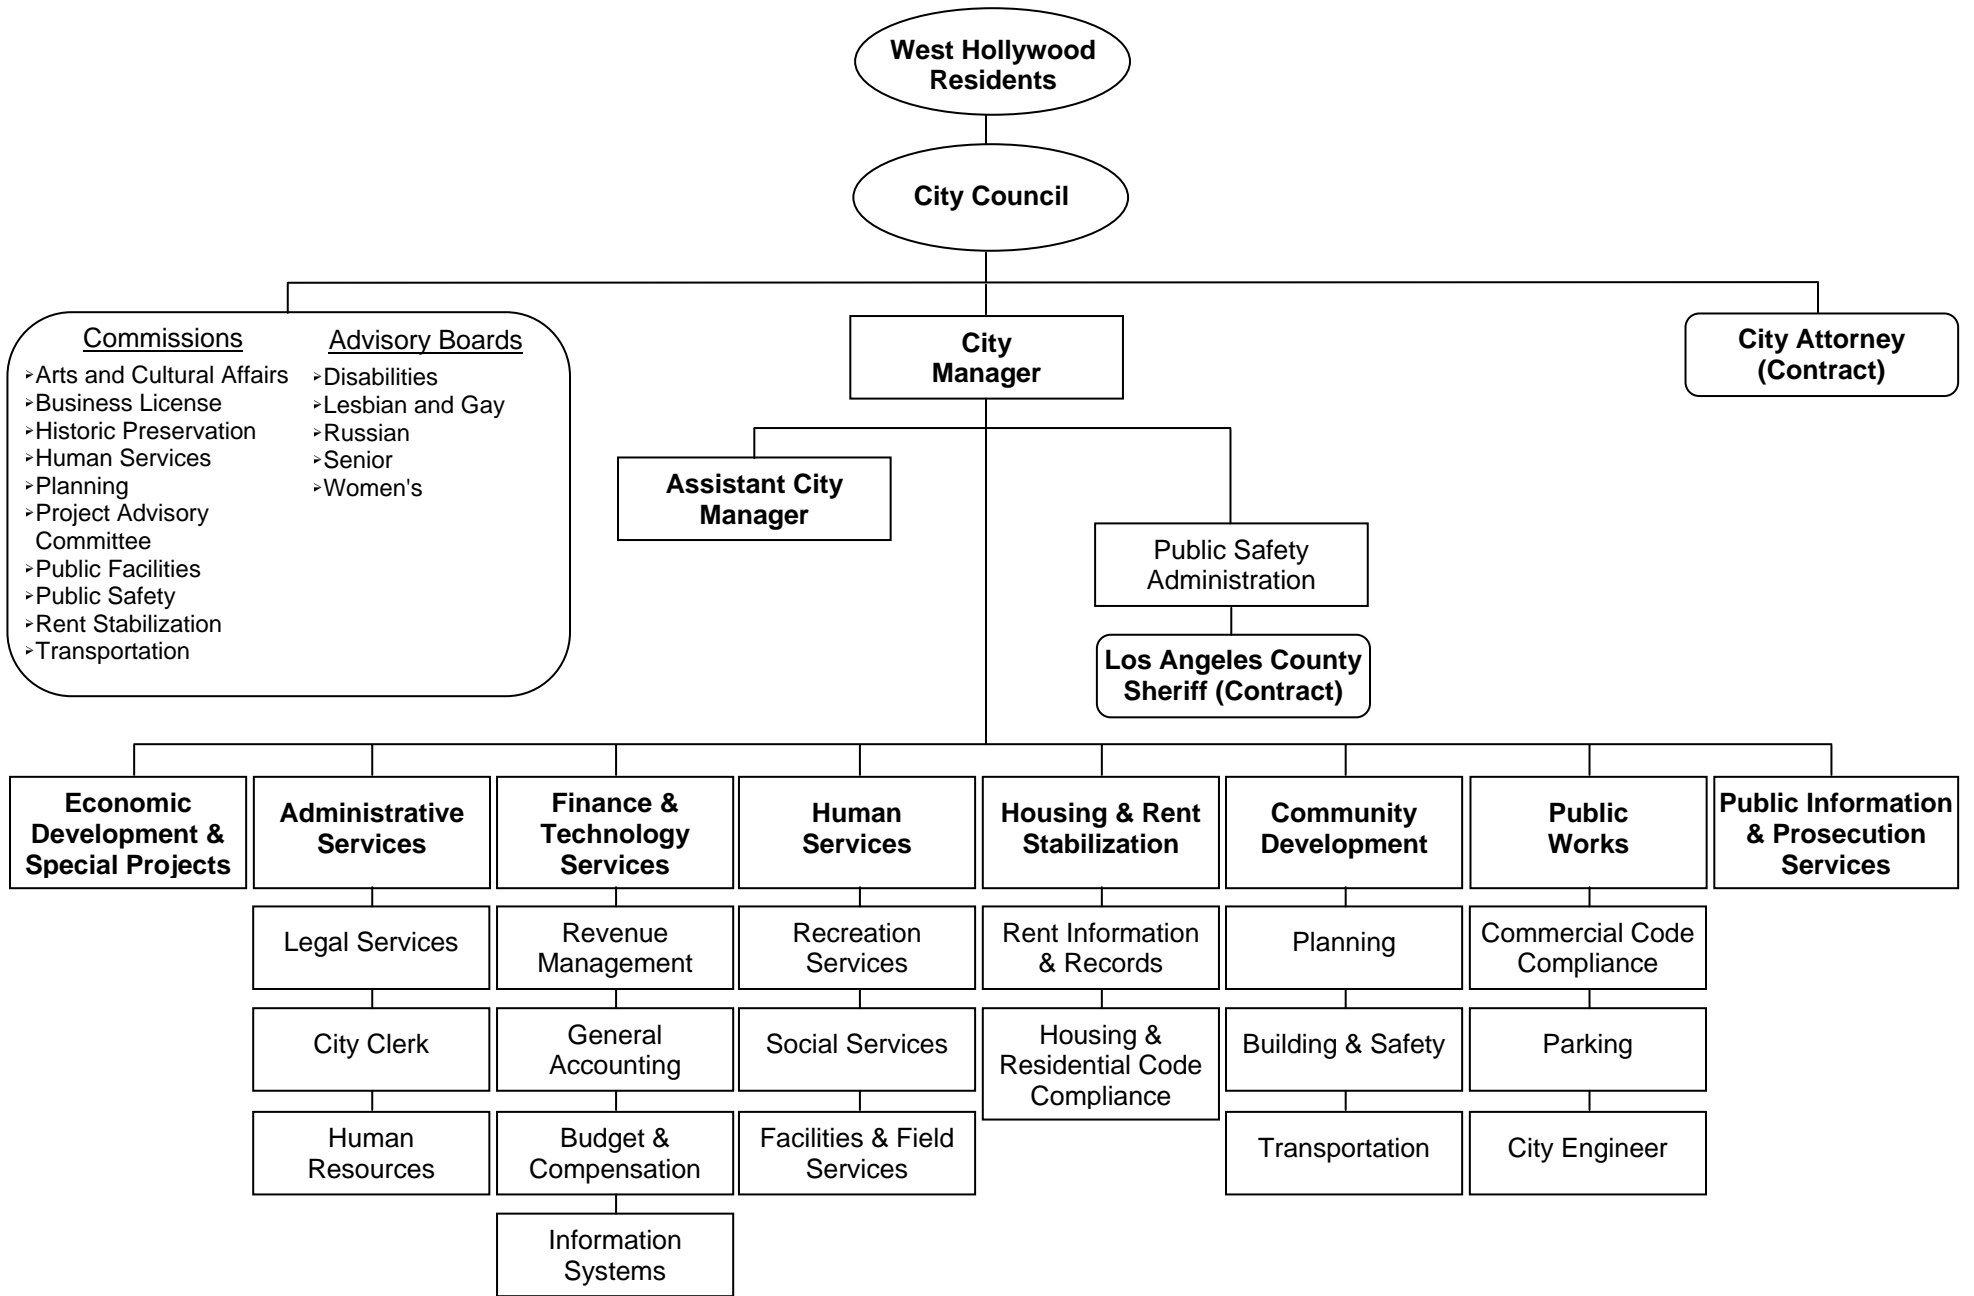 West Hollywood
Residents
City Council
Commissions
➢Arts and Cultural Affairs
➢Business License
➢Historic Preservation
➢Human Services
➢Planning
➢Project Advisory
Committee
➢Public Facilities
➢Public Safety
➢Rent Stabilization
➢Transportation
Advisory Boards
➢Disabilities
➢Lesbian and Gay
➢Russian
➢Senior
➢Women's
City
Manager
City Attorney
(Contract)
Assistant City
Manager
Public Safety
Administration
Los Angeles County
Sheriff (Contract)
Economic
Development &
Special Projects
Administrative
Services
Finance &
Technology
Services
Human
Services
Housing & Rent
Stabilization
Community
Development
Public
Works
Public Information
& Prosecution
Services
Legal Services
Revenue
Management
Recreation
Services
Rent Information
& Records
Planning
Commercial Code
Compliance
City Clerk
General
Accounting
Social Services
Housing &
Residential Code
Compliance
Building & Safety
Parking
Human
Resources
Budget &
Compensation
Facilities & Field
Services
Transportation
City Engineer
Information
Systems